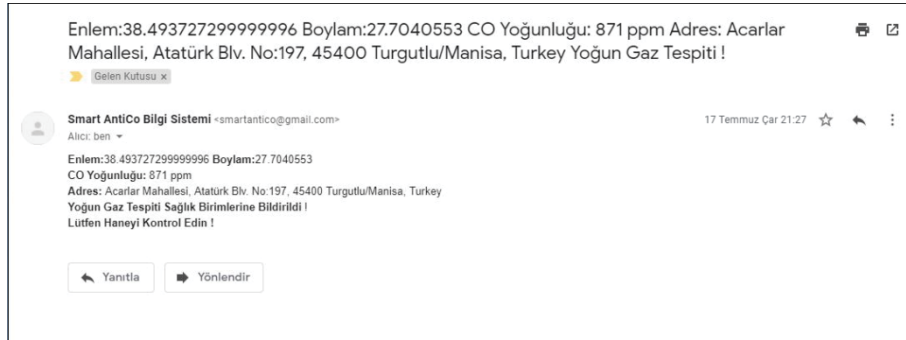 Enlem:38.493727299999996 Boylam:27.7040553 CO Yoğunluğu: 871 ppm Adres: Acarlar
Mahallesi, Atatürk Blv. No:197, 45400 Turgutlu/Manisa, Turkey Yoğun Gaz Tespiti !
Gelen Kutusu x
Smart AntiCo Bilgi Sistemi <smartantico@gmail.com>
17 Temmuz Çar 21:27
Alıcı: ben
Enlem:38.493727299999996 Boylam:27.7040553
CO Yoğunluğu: 871 ppm
Adres: Acarlar Mahallesi, Atatürk Blv. No:197, 45400 Turgutlu/Manisa, Turkey
Yoğun Gaz Tespiti Sağlık Birimlerine Bildirildi !
Lütfen Haneyi Kontrol Edin !
Yanıtla
Yönlendir